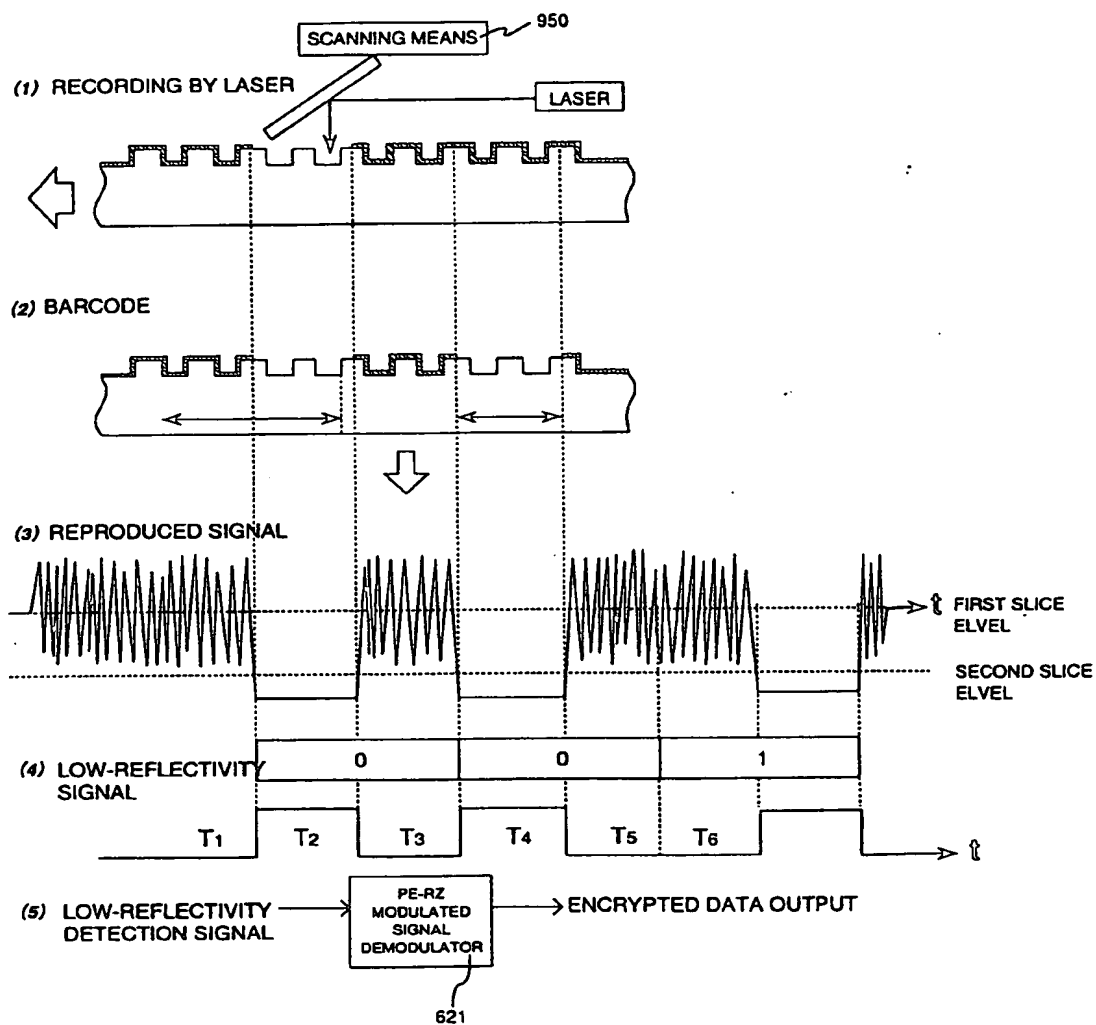 950
SCANNING MEANS
(1) RECORDING BY LASER
LASER
(2) BARCODE
(3) REPRODUCED SIGNAL
t FIRST SLICE
ELVEL
SECOND SLICE
ELVEL
(4) LOW-REFLECTIVITY
SIGNAL
0 0 1
T1 T2 T3 T4 T5 T6
t
(5) LOW-REFLECTIVITY
DETECTION SIGNAL
PE-RZ
MODULATED
SIGNAL
DEMODULATOR
ENCRYPTED DATA OUTPUT
621